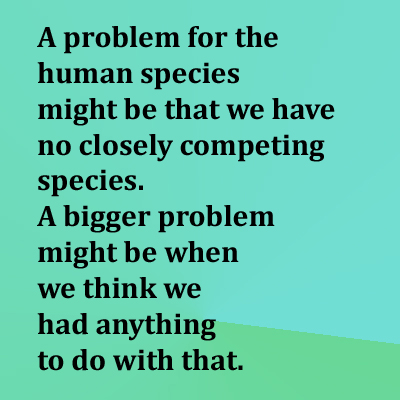 A problem for the
human species
might be that we have
no closely competing
species.
A bigger problem
might be when
we think we
had anything
to do with that.